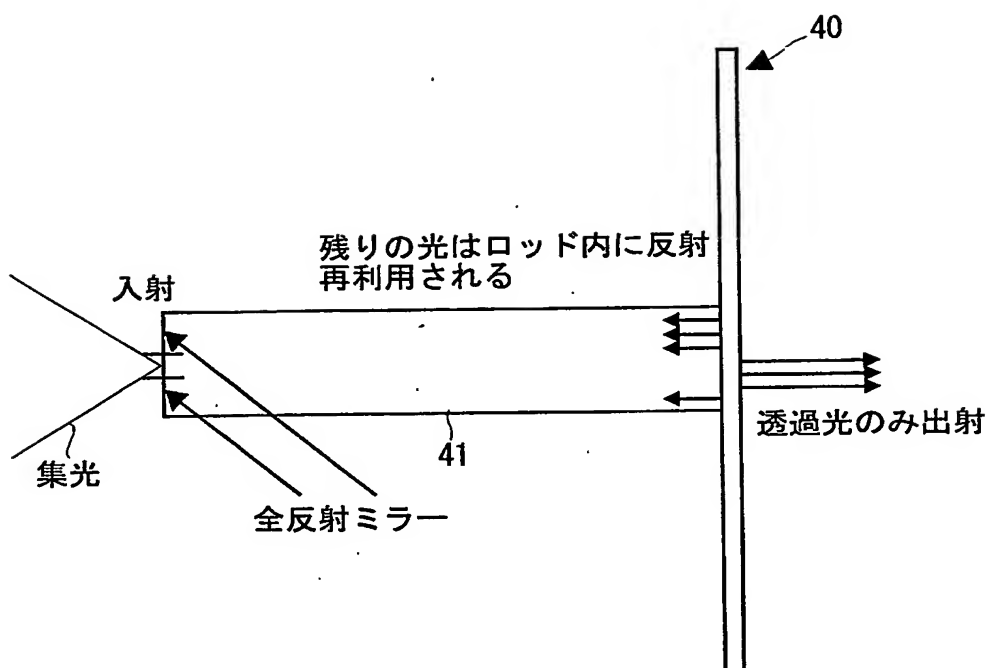 40
残りの光はロッド内に反射
再利用される
入射
透過光のみ出射
41
集光
全反射ミラー